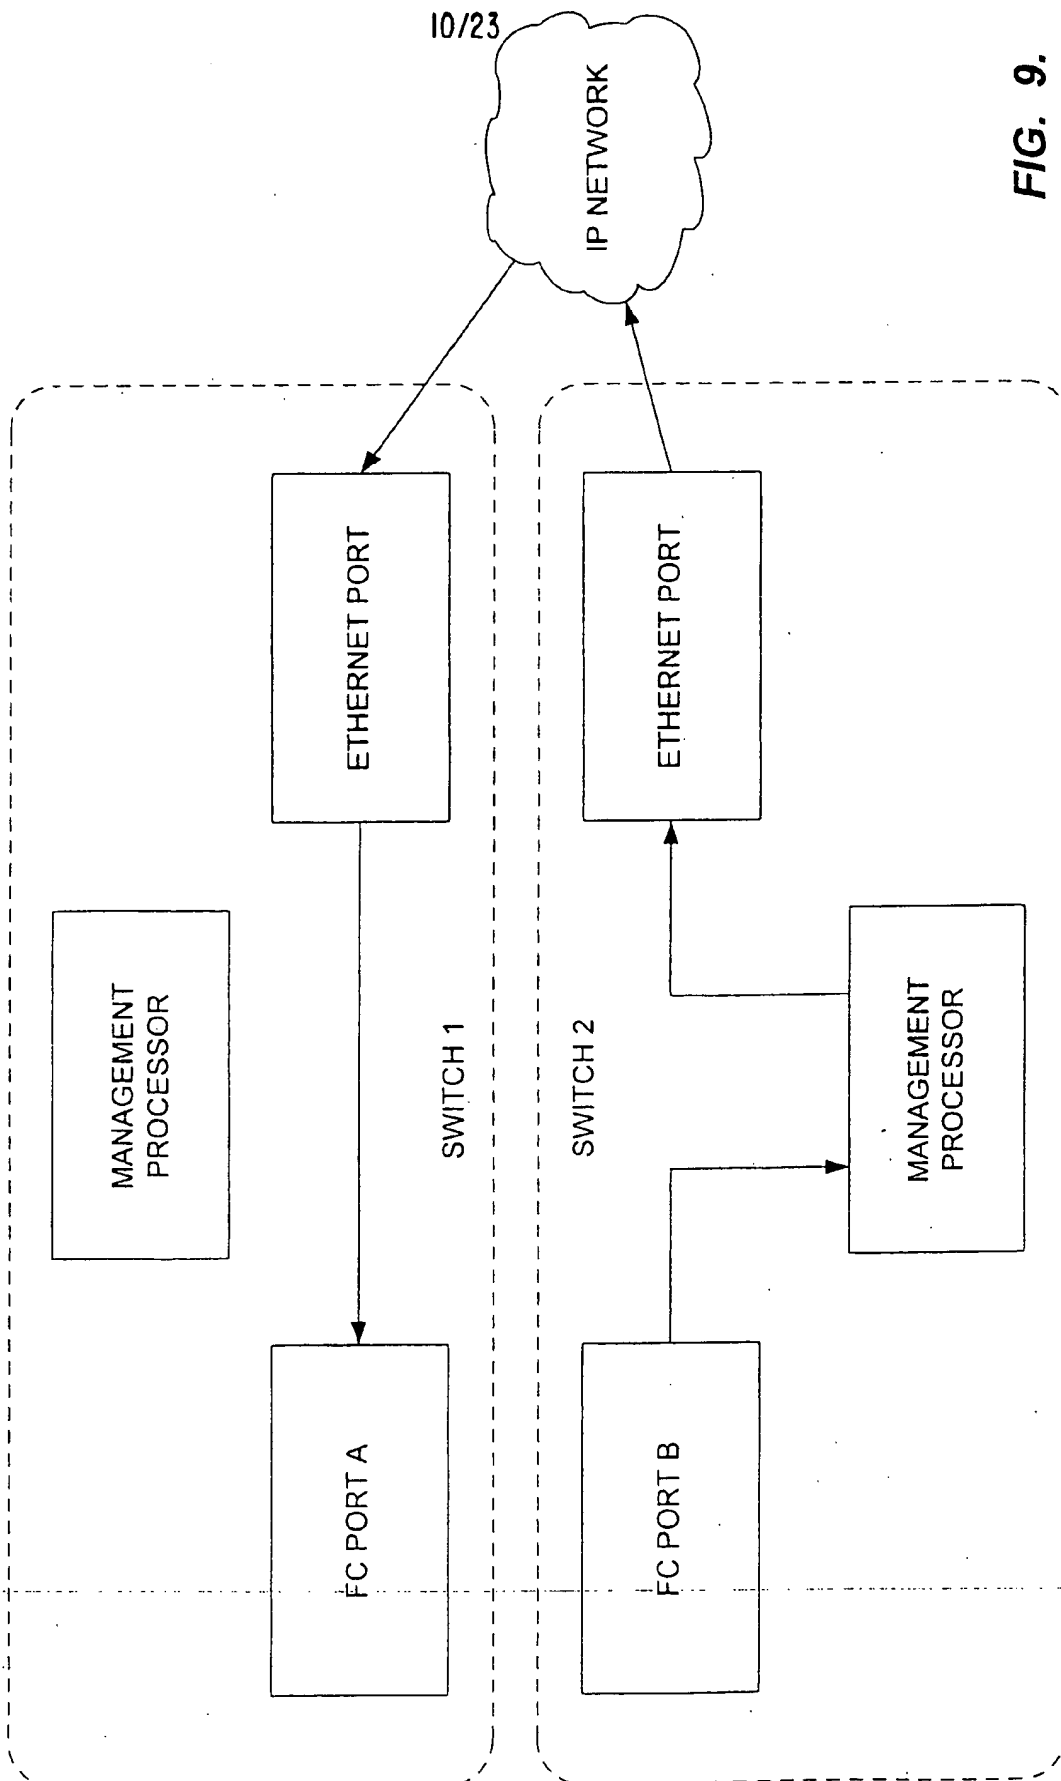 10/23
MANAGEMENT
PROCESSOR
FC PORT A
ETHERNET PORT
IP NETWORK
SWITCH 1
SWITCH 2
FC PORT B
ETHERNET PORT
MANAGEMENT
PROCESSOR
FIG. 9.